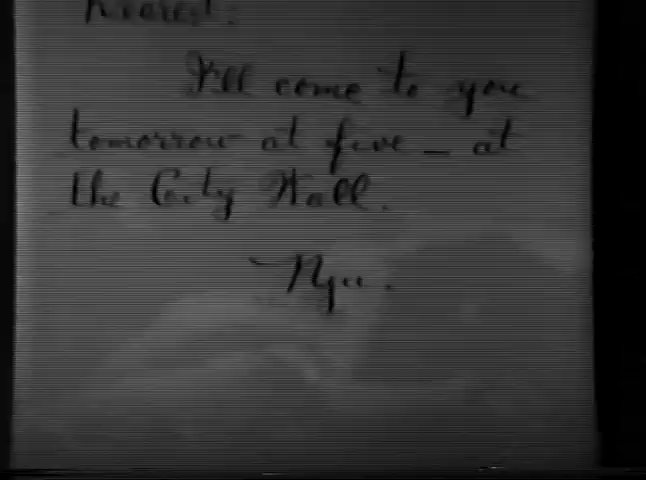 I'll come to you
tomorrow at five _ at
the City Hall.